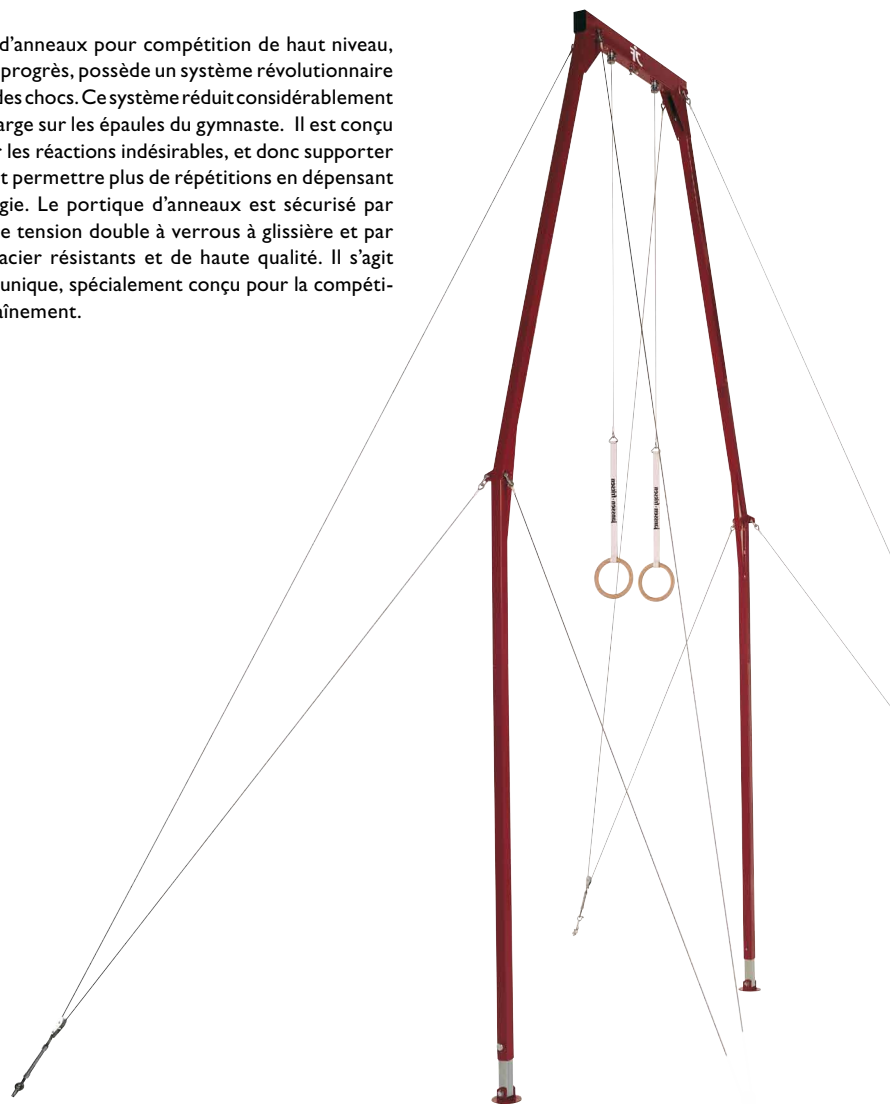 d'anneaux pour compétition de haut niveau,
progrès, possède un système révolutionnaire
des chocs. Ce système réduit considérablement
arge sur les épaules du gymnaste. Il est conçu
r les réactions indésirables, et donc supporter
t permettre plus de répétitions en dépensant
gie. Le portique d'anneaux est sécurisé par
e tension double à verrous à glissière et par
acier résistants et de haute qualité. Il s'agit
unique, spécialement conçu pour la compéti-
aînement.